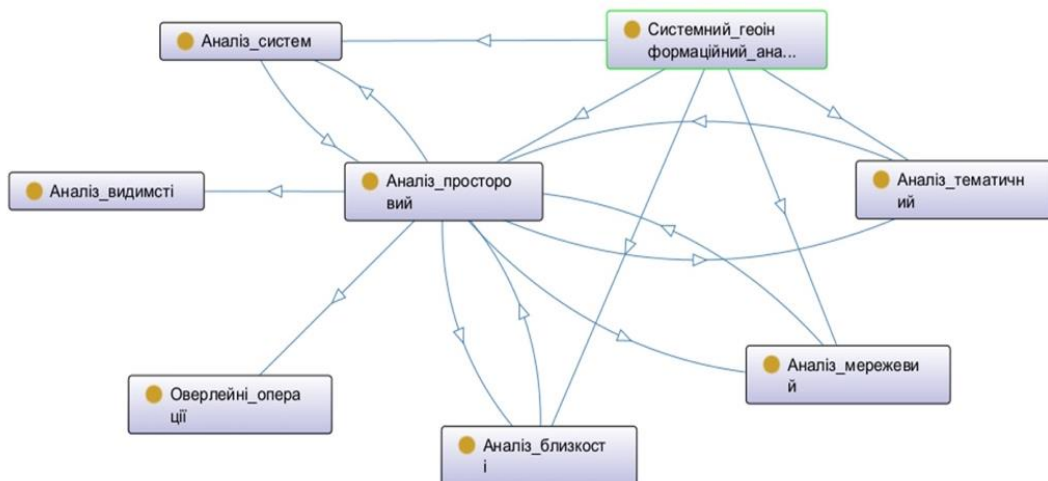 Аналіз_систем
Системний_геоін
формаційний_ана...
Аналіз_видимсті
Аналіз_просторо
вий
Аналіз_тематичн
ий
Оверлейні_опера
ції
Аналіз_мережеви
й
Аналіз_близкост
і